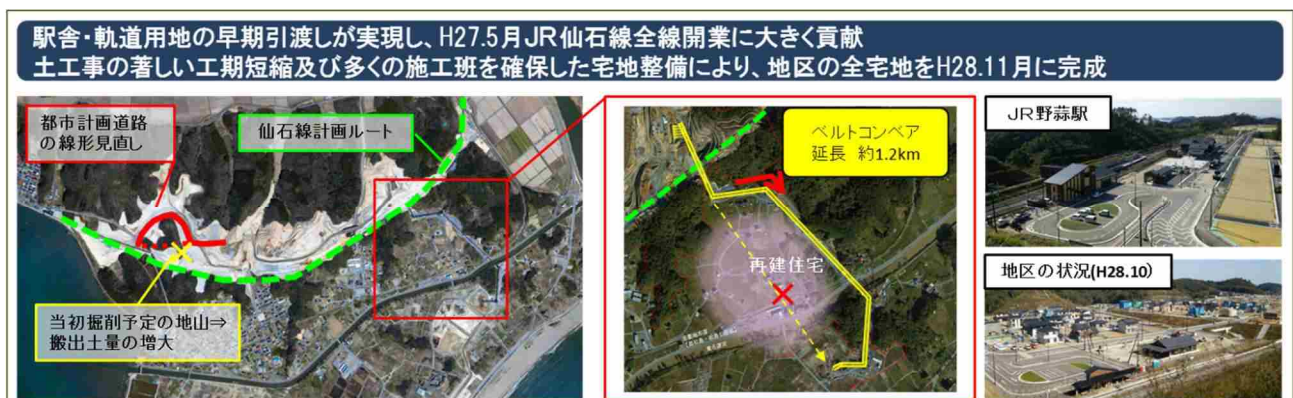 駅舎・軌道用地の早期引渡しが実現し、H27.5月JR仙石線全線開業に大きく貢献
土工事の著しい工期短縮及び多くの施工班を確保した宅地整備により、地区の全宅地をH28.11月に完成
都市計画道路
の線形見直し
仙石線計画ルート
当初掘削予定の地山⇒
搬出土量の増大
ベルトコンベア
延長 約1.2km
再建住宅
JR野蒜駅
地区の状況(H28.10)